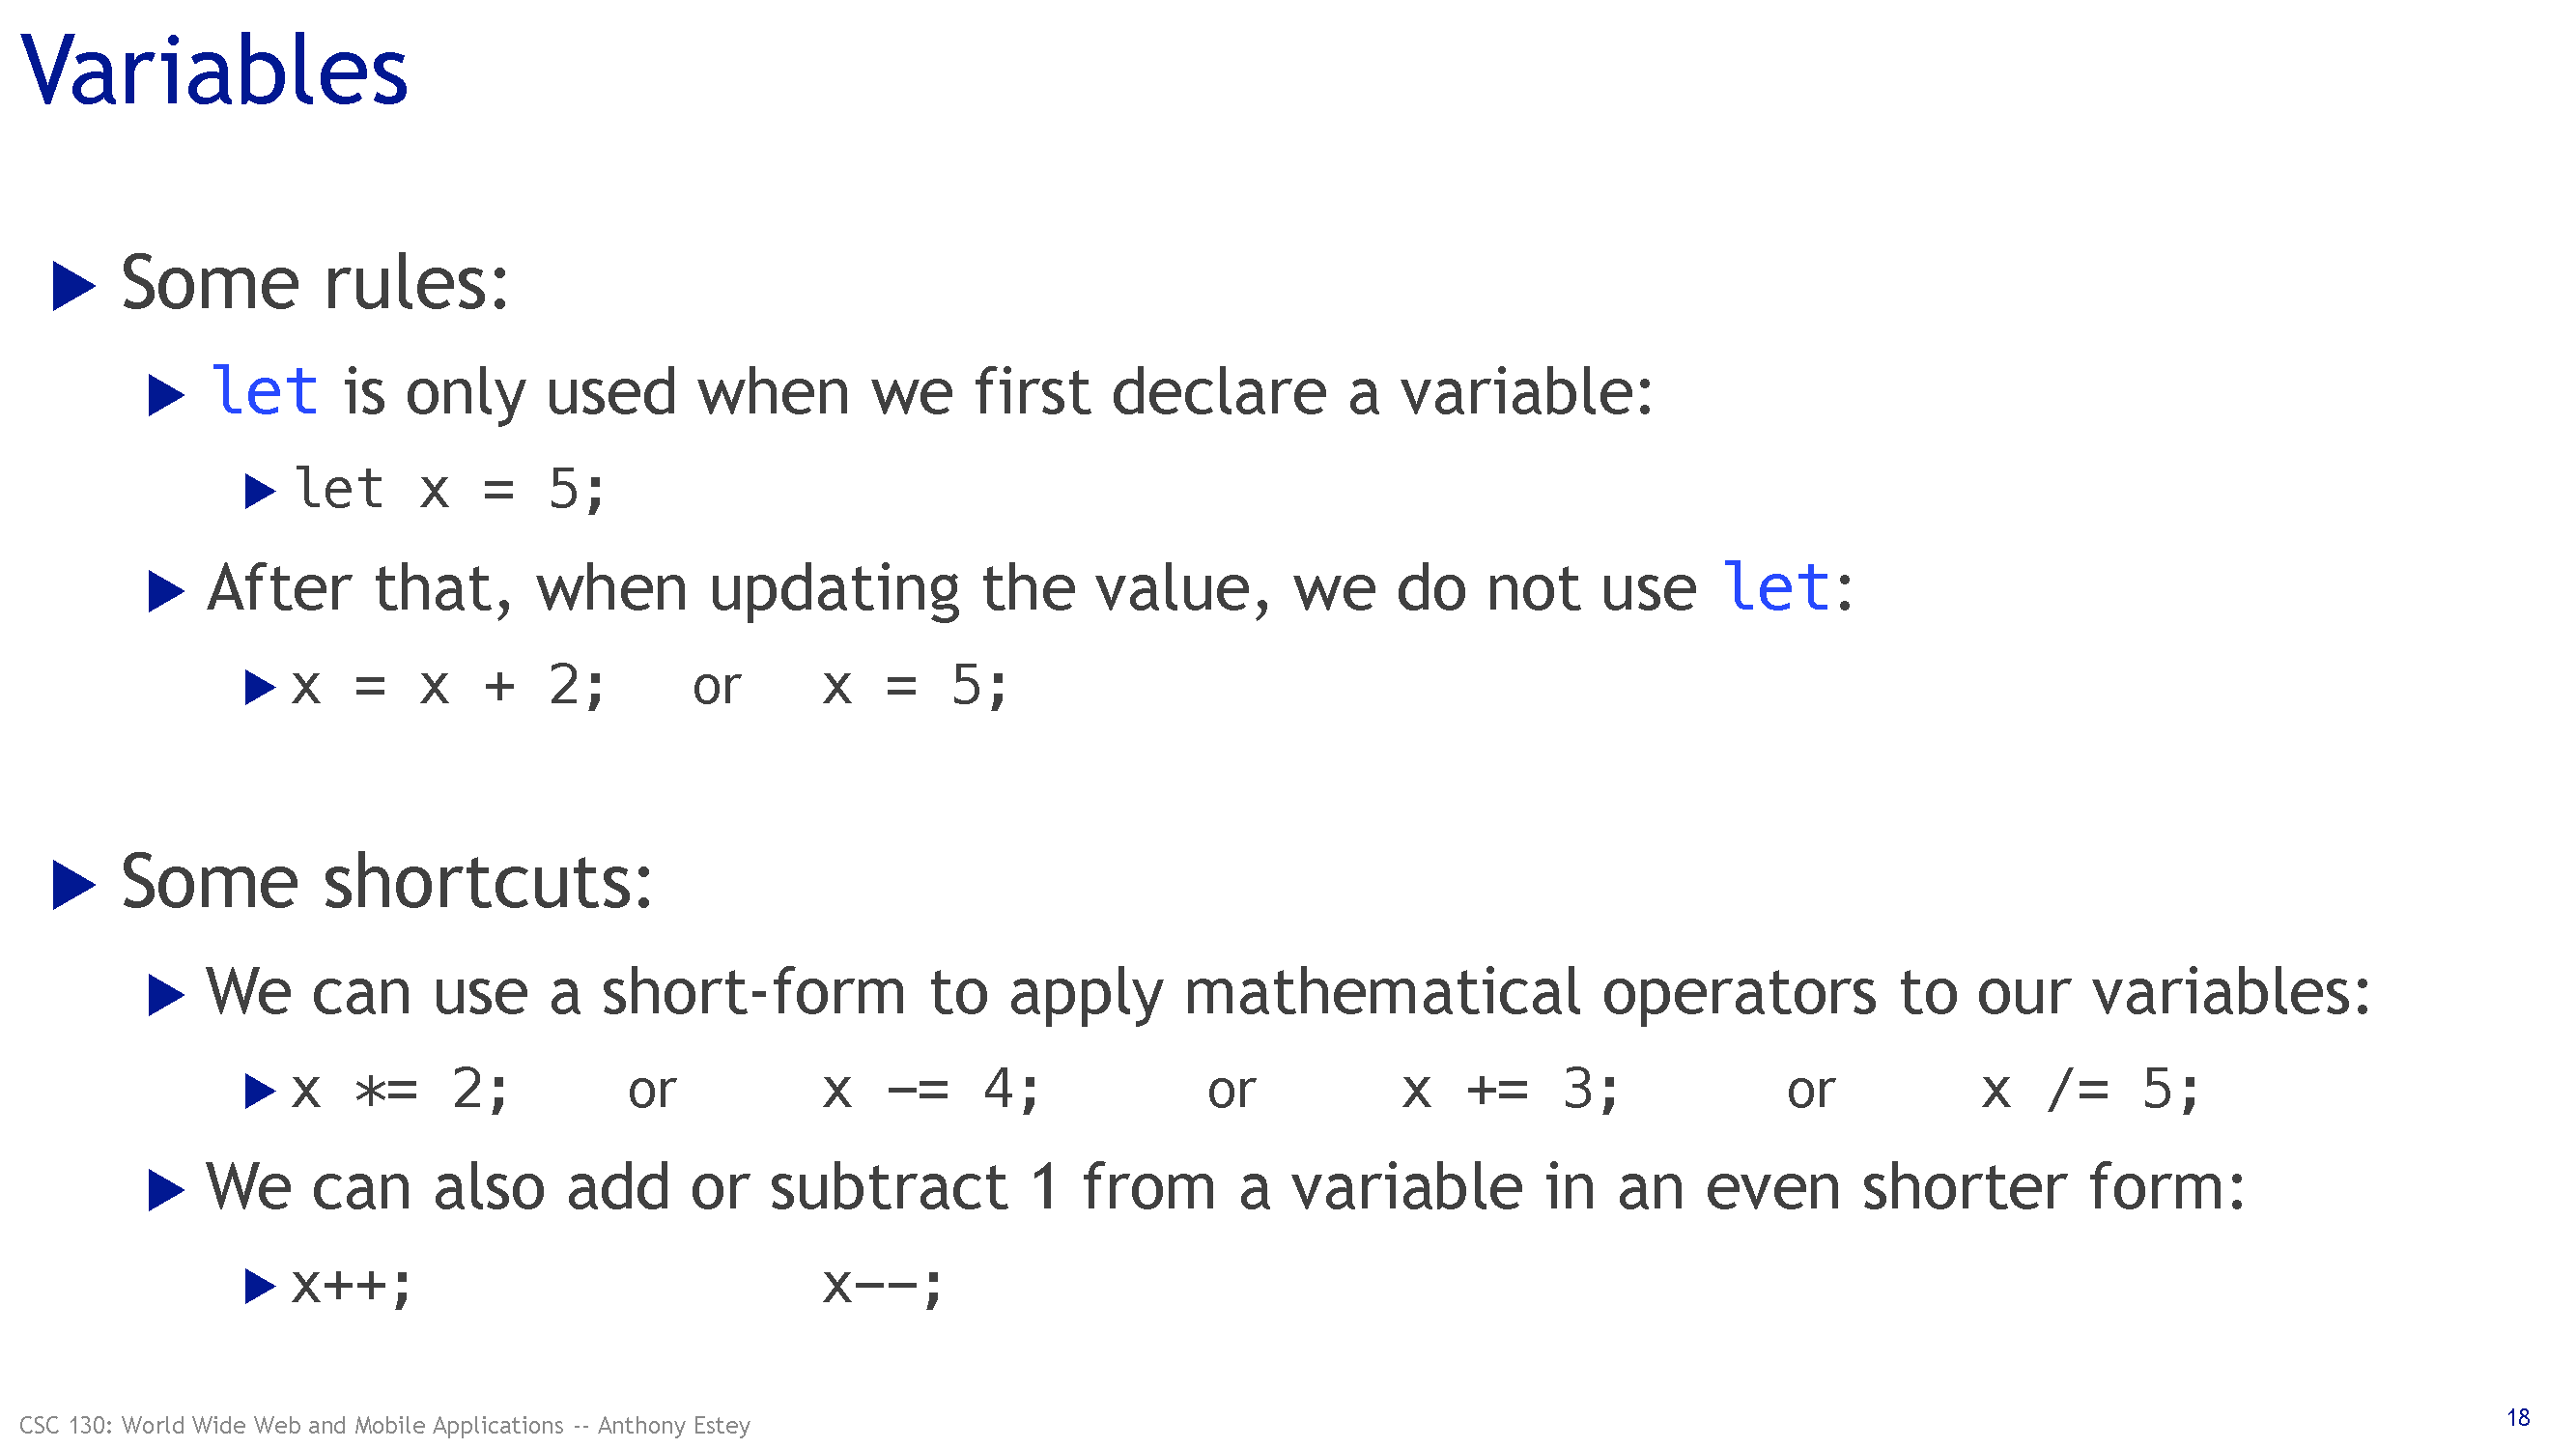 Variables
Some rules:
let is only used when we first declare a variable:
let x = 5;
After that, when updating the value, we do not use let:
x = x + 2; or x = 5;
Some shortcuts:
We can use a short-form to apply mathematical operators to our variables:
x *= 2; or x -= 4; or x += 3; or x /= 5;
We can also add or subtract 1 from a variable in an even shorter form:
x++; x--;
CSC 130: World Wide Web and Mobile Applications -- Anthony Estey
18